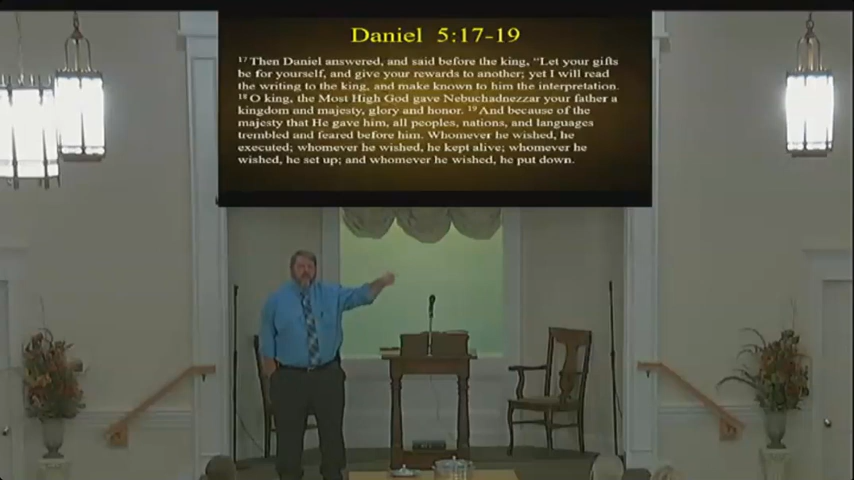 Daniel 5:17-19
17 Then Daniel answered, and said before the king, “Let your gifts
be for yourself, and give your rewards to another; yet I will read
the writing to the king, and make known to him the interpretation.
18 O king, the Most High God gave Nebuchadnezzar your father a
kingdom and majesty, glory and honor. 19 And because of the
majesty that He gave him, all peoples, nations, and languages
trembled and feared before him. Whomever he wished, he
executed; whomever he wished, he kept alive; whomever he
wished, he set up; and whomever he wished, he put down.